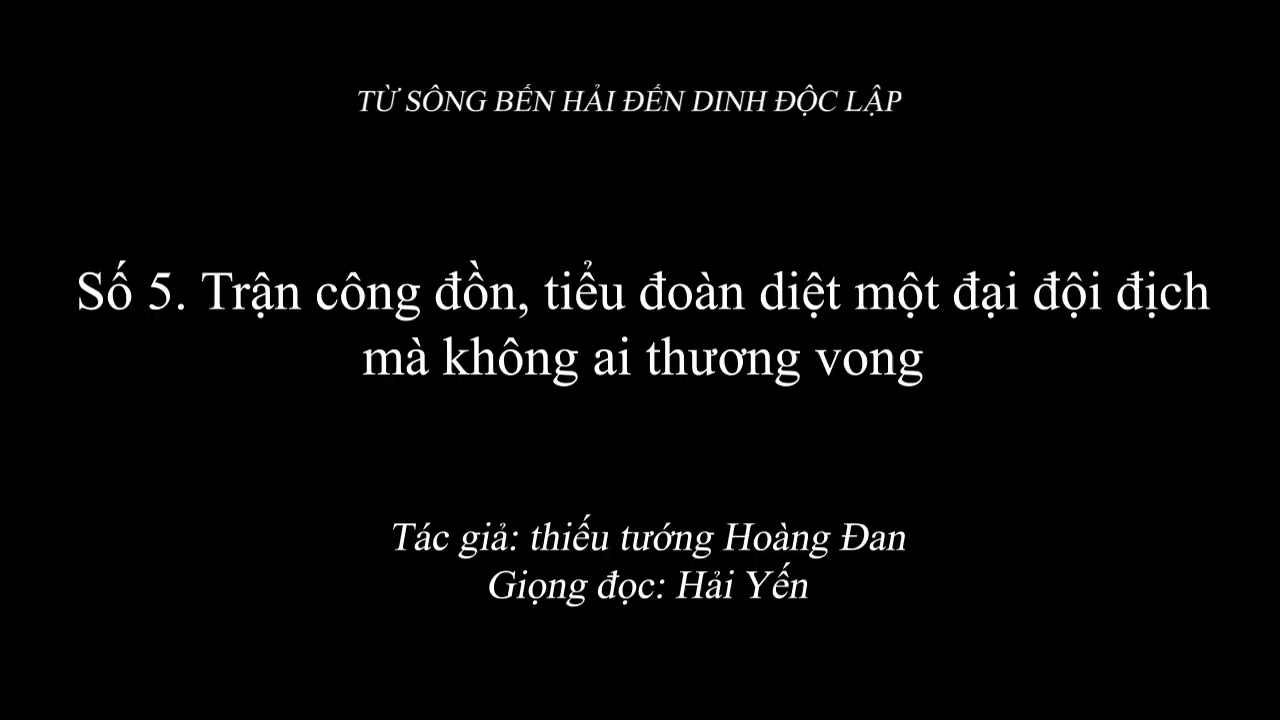 TỪ SÔNG BẾN HẢI ĐẾN DINH ĐỘC LẬP
Số 5. Trận công đồn, tiểu đoàn diệt một đại đội địch
mà không ai thương vong
Tác giả: thiếu tướng Hoàng Đan
Giọng đọc: Hải Yến